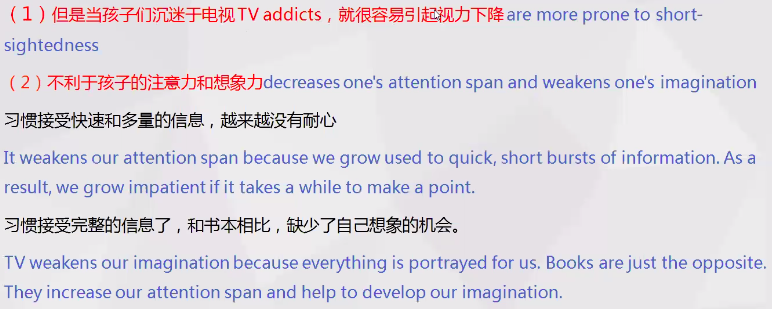 （1）但是当孩子们沉迷于电视 TV addicts，就很容易引起视力下降 are more prone to short-
sightedness
（2）不利于孩子的注意力和想象力decreases one's attention span and weakens one's imagination
习惯接受快速和多量的信息，越来越没有耐心
It weakens our attention span because we grow used to quick, short bursts of information. As a
result, we grow impatient if it takes a while to make a point.
习惯接受完整的信息了，和书本相比，缺少了自己想象的机会。
TV weakens our imagination because everything is portrayed for us. Books are just the opposite.
They increase our attention span and help to develop our imagination.